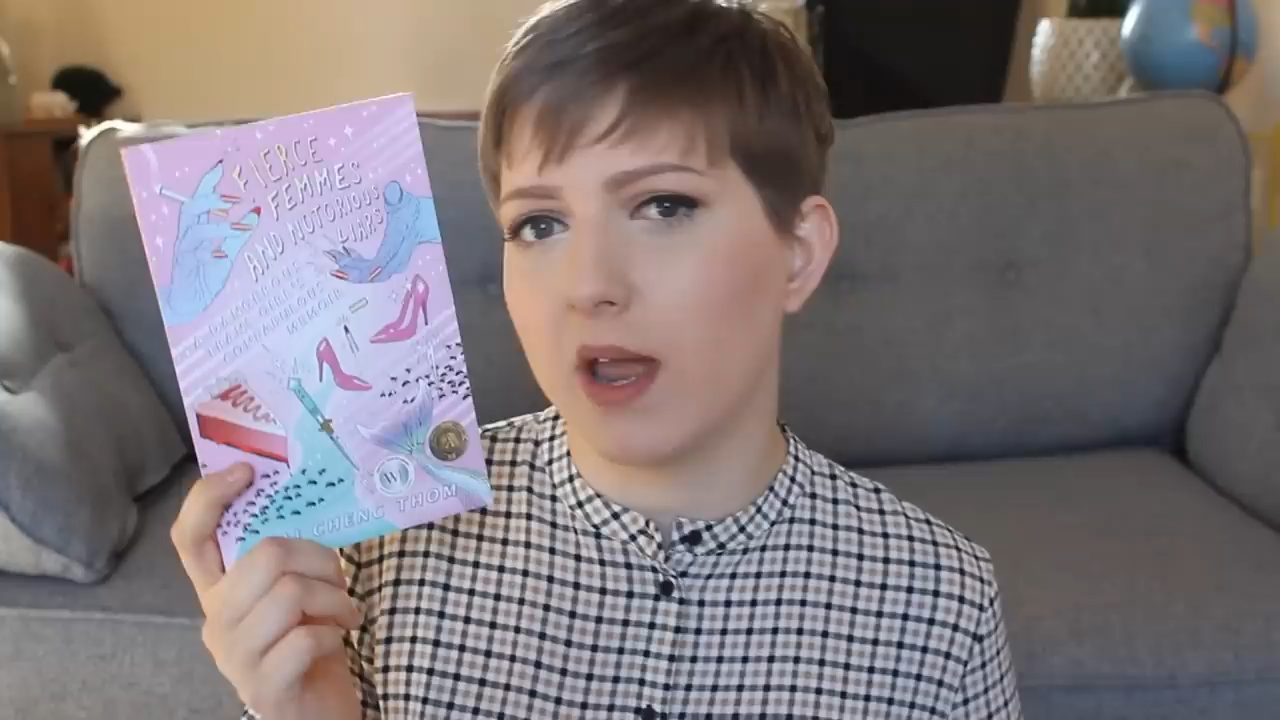 FIERCE
FEMMES
AND NOTORIOUS
LIARS
A DANGEROUS
TRANS GIRL'S
CONFABULOUS
MEMOIR
W
CHENG THOM